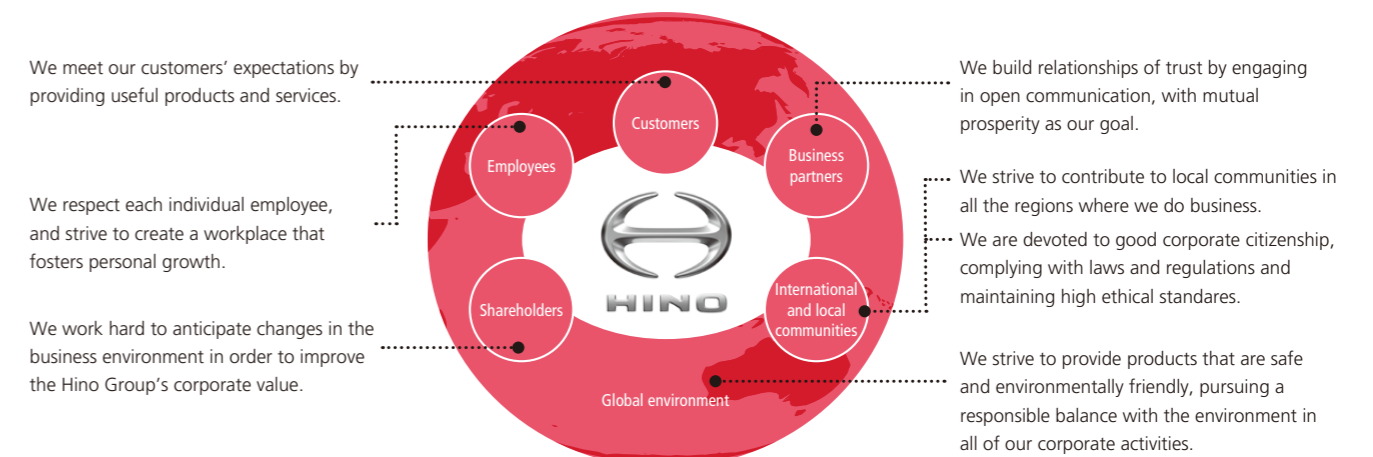 We meet our customers’ expectations by
providing useful products and services.
We respect each individual employee,
and strive to create a workplace that
fosters personal growth.
We work hard to anticipate changes in the
business environment in order to improve
the Hino Group’s corporate value.
Customers
Employees
Business
partners
Shareholders
International
and local
communities
HINO
Global environment
We build relationships of trust by engaging
in open communication, with mutual
prosperity as our goal.
We strive to contribute to local communities in
all the regions where we do business.
We are devoted to good corporate citizenship,
complying with laws and regulations and
maintaining high ethical standares.
We strive to provide products that are safe
and environmentally friendly, pursuing a
responsible balance with the environment in
all of our corporate activities.